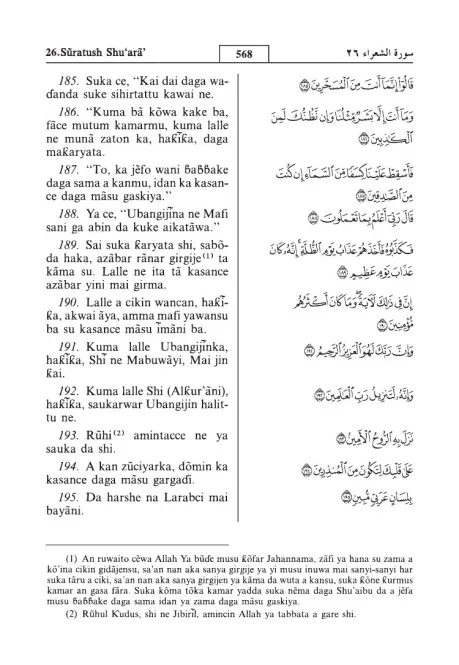 26.Sūratush Shu‘arā’
568
سورة الشعراء ٢٦
185. Suka ce, “Kai dai daga wa-
ɗanda suke sihirtattu kawai ne.
186. “Kuma bā kōwa kake ba,
fāce mutum kamarmu, kuma lalle
ne munā zaton ka, haƙīƙa, daga
maƙaryata.
187. “To, ka jēfo wani ɓaɓɓake
daga sama a kanmu, idan ka kasan-
ce daga māsu gaskiya.”
188. Ya ce, “Ubangijīna ne Mafi
sani ga abin da kuke aikatāwa.”
189. Sai suka ƙaryata shi, sabō-
da haka, azābar rānar girgije(1) ta
kāma su. Lalle ne ita tā kasance
azābar yini mai girma.
190. Lalle a cikin wancan, haƙī-
ƙa, akwai āya, amma mafi yawansu
ba su kasance māsu īmāni ba.
191. Kuma lalle Ubangijinka,
haƙīƙa, Shī ne Mabuwāyi, Mai jin
ƙai.
192. Kuma lalle Shi (Alƙur’āni),
haƙīƙa, saukarwar Ubangijin halit-
tu ne.
193. Rūhi(2) amintacce ne ya
sauka da shi.
194. A kan zūciyarka, dōmin ka
kasance daga māsu gargaɗi.
195. Da harshe na Larabci mai
bayāni.
قَالُوٓا۟ إِنَّمَآ أَنتَ مِنَ ٱلْمُسَحَّرِينَ ١٨٥
وَمَآ أَنتَ إِلَّا بَشَرٌ مِّثْلُنَا وَإِن نَّظُنُّكَ لَمِنَ
ٱلْكَـٰذِبِينَ ١٨٦
فَأَسْقِطْ عَلَيْنَا كِسَفًا مِّنَ ٱلسَّمَآءِ إِن كُنتَ
مِنَ ٱلصَّـٰدِقِينَ ١٨٧
قَالَ رَبِّىٓ أَعْلَمُ بِمَا تَعْمَلُونَ ١٨٨
فَكَذَّبُوهُ فَأَخَذَهُمْ عَذَابُ يَوْمِ ٱلظُّلَّةِ إِنَّهُۥ كَانَ
عَذَابَ يَوْمٍ عَظِيمٍ ١٨٩
إِنَّ فِى ذَٰلِكَ لَـَٔايَةً وَمَا كَانَ أَكْثَرُهُم
مُّؤْمِنِينَ ١٩٠
وَإِنَّ رَبَّكَ لَهُوَ ٱلْعَزِيزُ ٱلرَّحِيمُ ١٩١
وَإِنَّهُۥ لَتَنزِيلُ رَبِّ ٱلْعَـٰلَمِينَ ١٩٢
نَزَلَ بِهِ ٱلرُّوحُ ٱلْأَمِينُ ١٩٣
عَلَىٰ قَلْبِكَ لِتَكُونَ مِنَ ٱلْمُنذِرِينَ ١٩٤
بِلِسَانٍ عَرَبِىٍّ مُّبِينٍ ١٩٥
(1) An ruwaito cēwa Allah Ya būɗe musu ƙōfar Jahannama, zāfi ya hana su zama a
kō’ina cikin gidājensu, sa’an nan aka sanya girgije ya yi musu inuwa mai sanyi-sanyi har
suka tāru a ciki, sa’an nan aka sanya girgijen ya kāma da wuta a kansu, suka ƙōne ƙurmus
kamar an gasa fāra. Suka kōma tōka kamar yadda suka nēma daga Shu’aibu da a jēfa
musu ɓaɓɓake daga sama idan ya zama daga māsu gaskiya.
(2) Rūhul Ƙudus, shi ne Jibirīl, amincin Allah ya tabbata a gare shi.